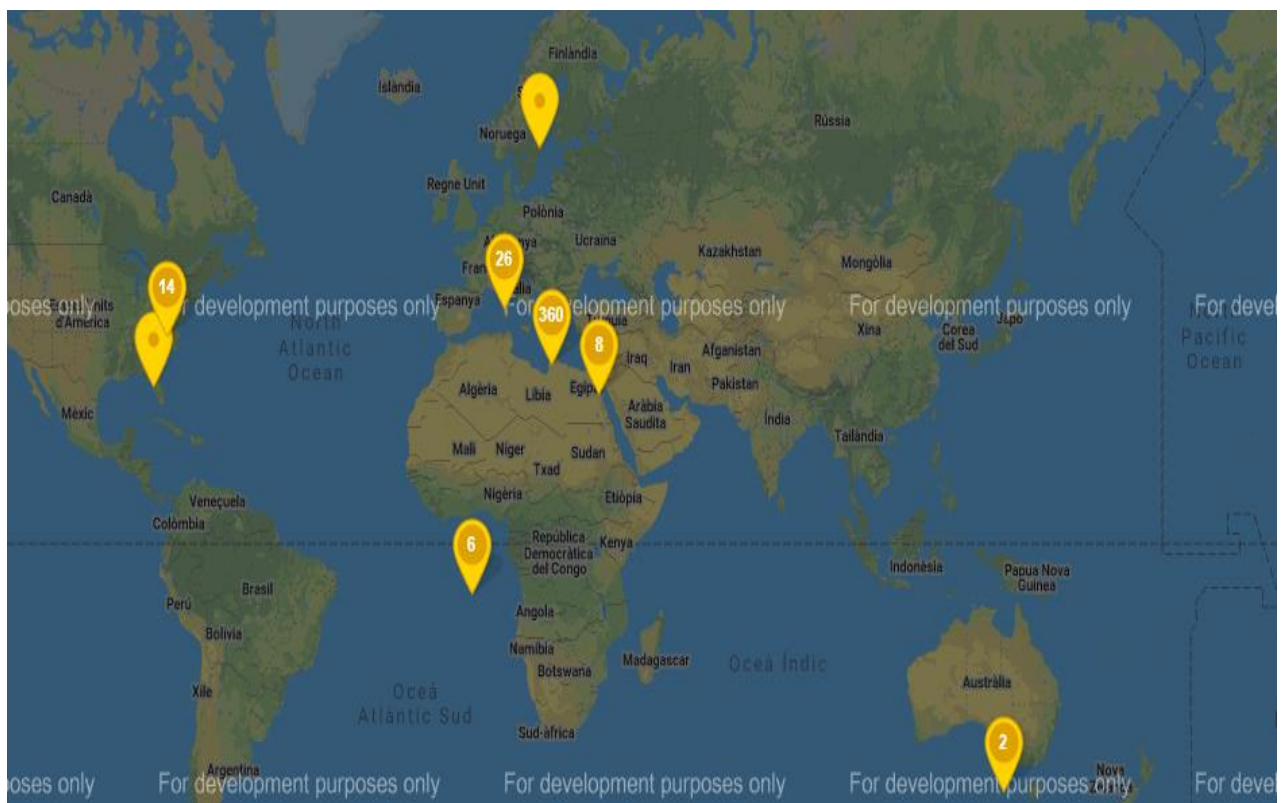 Finlàndia
Islàndia
Rússia
Noruega
Regne Unit
Canadà
Polònia
Ucraïna
Kazakhstan
Mongòlia
26
14
Espanya
360
For development purposes only
For development purposes only
For development purposes only
North
Atlantic
Ocean
Pacific
Ocean
8
Xina
Corea
del Sud
Japó
Iraq
Iran
Afganistan
Pakistan
Algèria
Líbia
Aràbia
Saudita
Índia
Mèxic
Tailàndia
Mali
Níger
Sudan
Txad
Nigèria
Etiòpia
Veneçuela
Colòmbia
6
República
Democràtica
del Congo
Kenya
Indonèsia
Papua Nova
Guinea
Brasil
Perú
Angola
Bolívia
Namíbia
Botswana
Madagascar
Oceà Índic
Xile
Oceà
Atlàntic Sud
Austràlia
Sud-àfrica
2
Argentina
Nova
oses only
For development purposes only
For development purposes only
For development purposes only
For devel